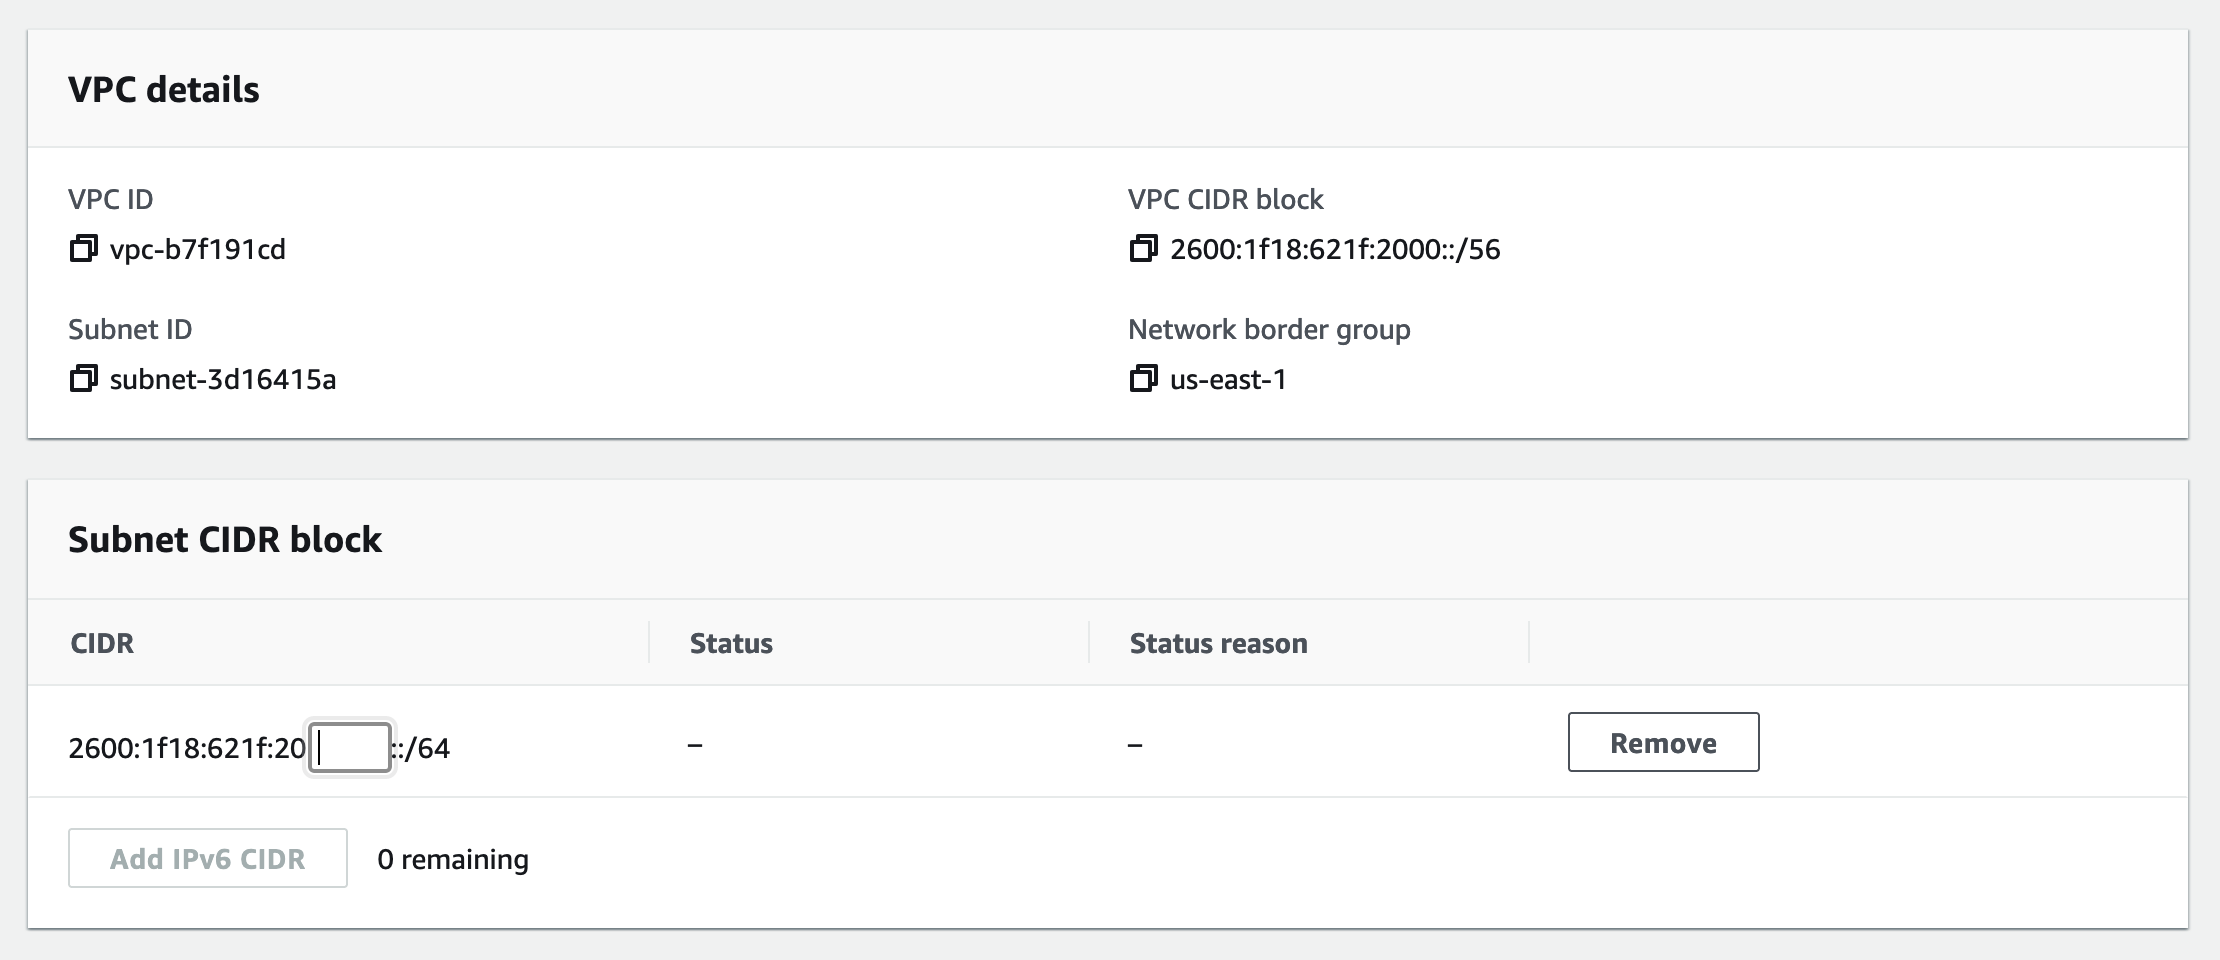 VPC details
VPC ID
VPC CIDR block
vpc-b7f191cd
2600:1f18:621f:2000::/56
Subnet ID
Network border group
subnet-3d16415a
us-east-1
Subnet CIDR block
CIDR
Status
Status reason
2600:1f18:621f:20 ::/64
–
–
Remove
Add IPv6 CIDR
0 remaining